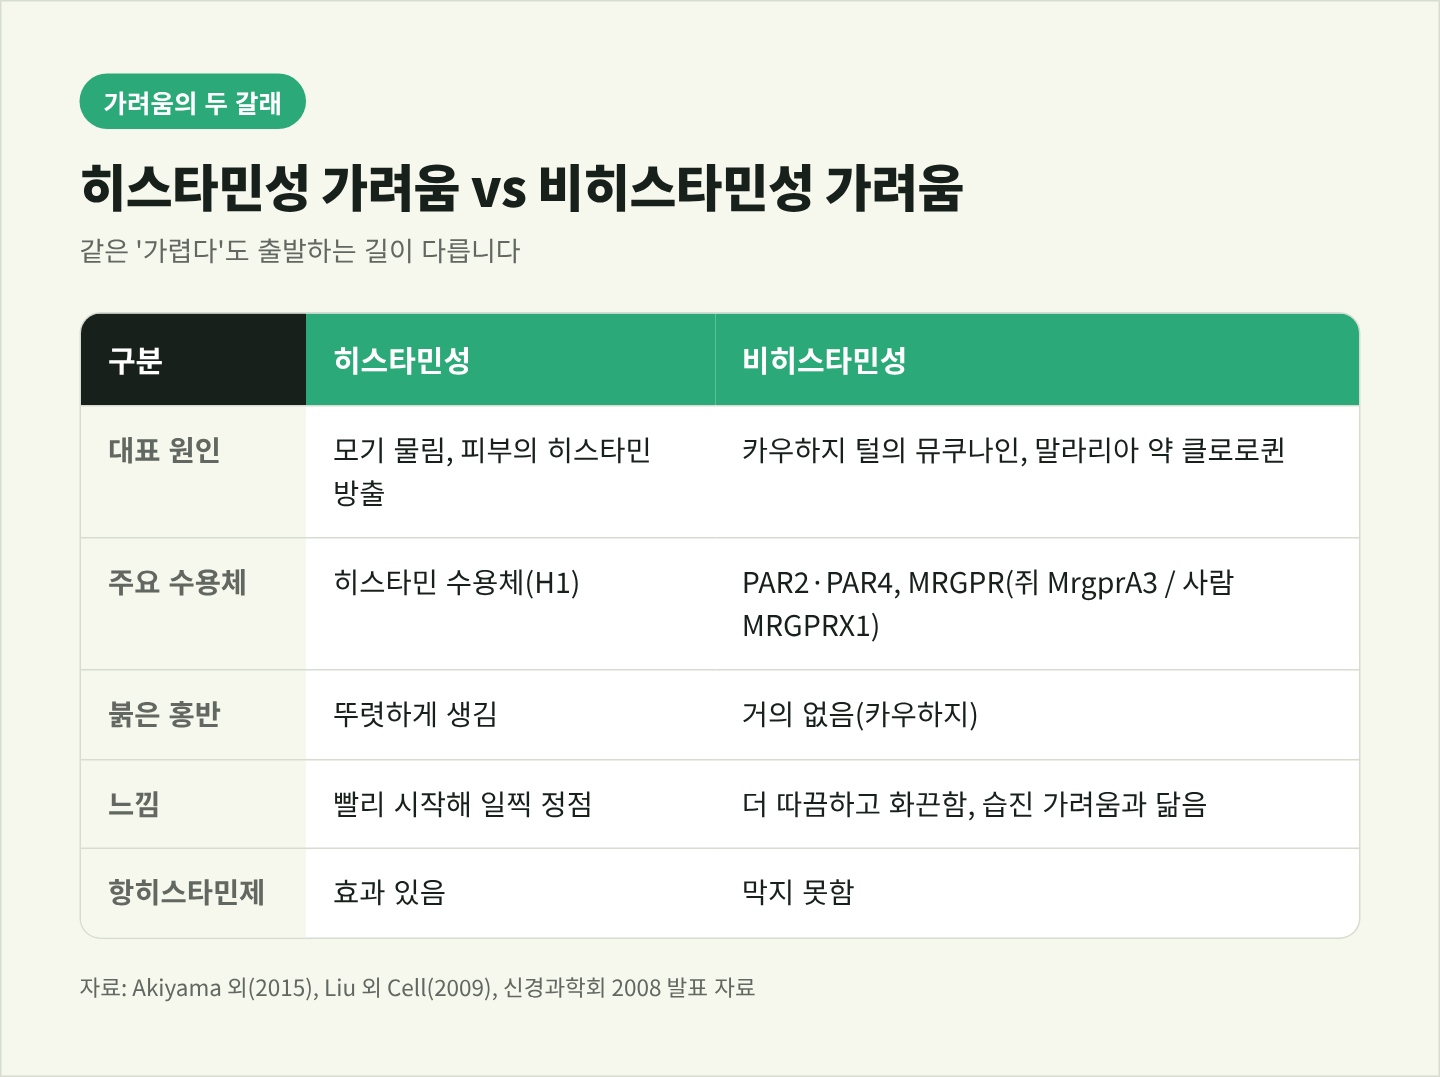 가려움의 두 갈래
히스타민성 가려움 vs 비히스타민성 가려움
같은 '가렵다'도 출발하는 길이 다릅니다
구분 히스타민성 비히스타민성
대표 원인 모기 물림, 피부의 히스타민 카우하지 털의 뮤쿠나인, 말라리아 약 클로로퀸
방출
주요 수용체 히스타민 수용체(H1) PAR2·PAR4, MRGPR(쥐 MrgprA3 / 사람
MRGPRX1)
붉은 홍반 뚜렷하게 생김 거의 없음(카우하지)
느낌 빨리 시작해 일찍 정점 더 따끔하고 화끈함, 습진 가려움과 닮음
항히스타민제 효과 있음 막지 못함
자료: Akiyama 외(2015), Liu 외 Cell(2009), 신경과학회 2008 발표 자료